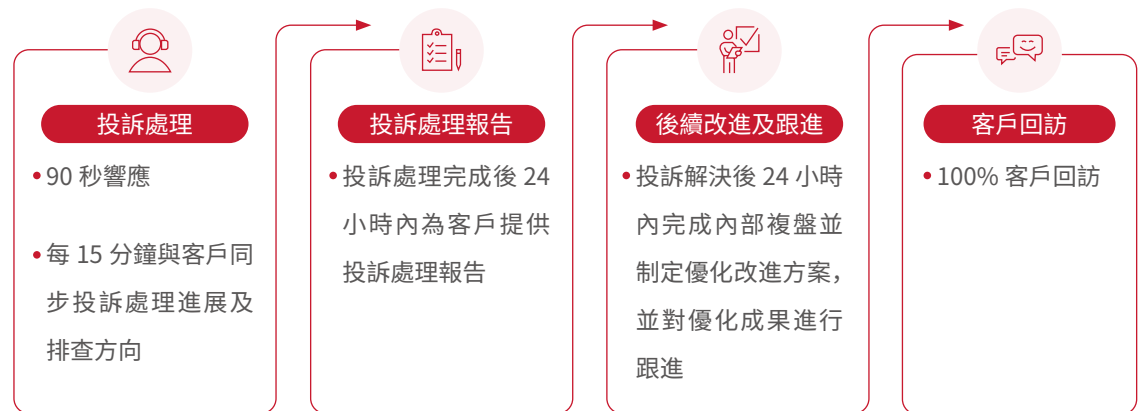 投訴處理
•90 秒響應
•每 15 分鐘與客戶同
步投訴處理進展及
排查方向
投訴處理報告
•投訴處理完成後 24
小時內為客戶提供
投訴處理報告
後續改進及跟進
•投訴解決後 24 小時
內完成內部複盤並
制定優化改進方案，
並對優化成果進行
跟進
客戶回訪
•100% 客戶回訪